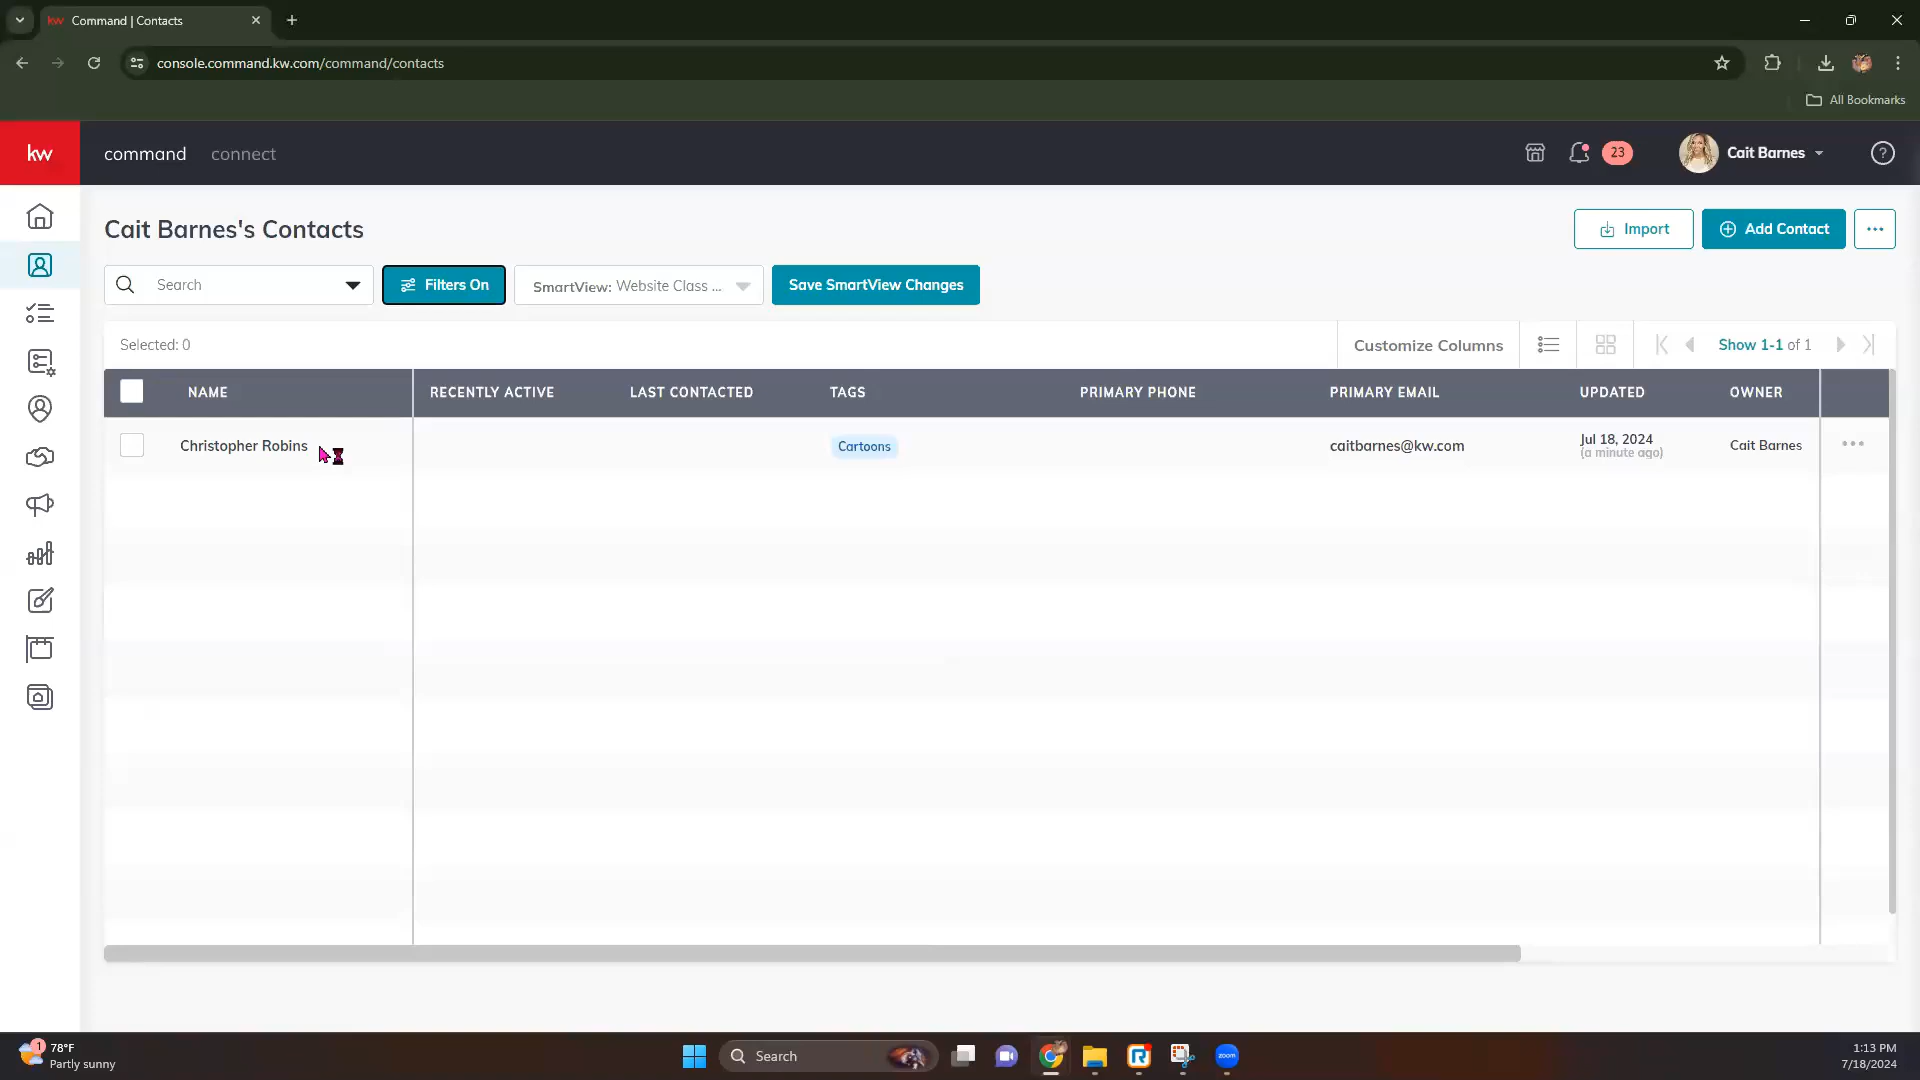 kw Command | Contacts
console.command.kw.com/command/contacts
All Bookmarks
kw command connect 23 Cait Barnes ?
Cait Barnes's Contacts
Import Add Contact
Search Filters On SmartView: Website Class ... Save SmartView Changes
Selected: 0 Customize Columns Show 1-1 of 1
NAME RECENTLY ACTIVE LAST CONTACTED TAGS PRIMARY PHONE PRIMARY EMAIL UPDATED OWNER
Christopher Robins Cartoons caitbarnes@kw.com Jul 18, 2024 Cait Barnes
(a minute ago)
1 78°F
Partly sunny
Search
R
zoom
1:13 PM
7/18/2024